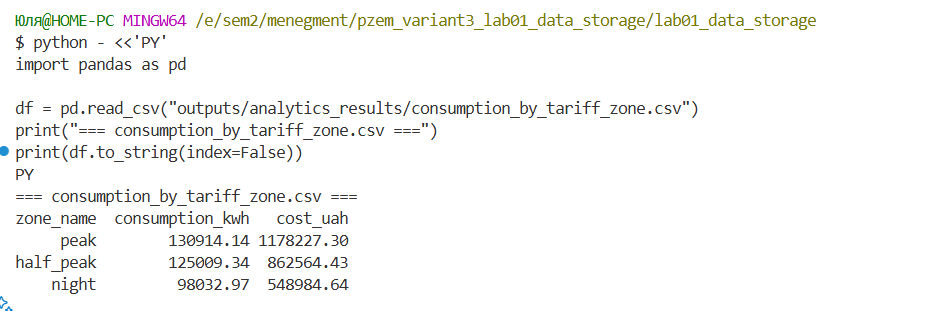 Юля@HOME-PC MINGW64 /e/sem2/menegment/pzem_variant3_lab01_data_storage/lab01_data_storage
$ python - <<'PY'
import pandas as pd

df = pd.read_csv("outputs/analytics_results/consumption_by_tariff_zone.csv")
print("=== consumption_by_tariff_zone.csv ===")
print(df.to_string(index=False))
PY
=== consumption_by_tariff_zone.csv ===
zone_name  consumption_kwh   cost_uah
     peak        130914.14 1178227.30
half_peak        125009.34  862564.43
    night         98032.97  548984.64